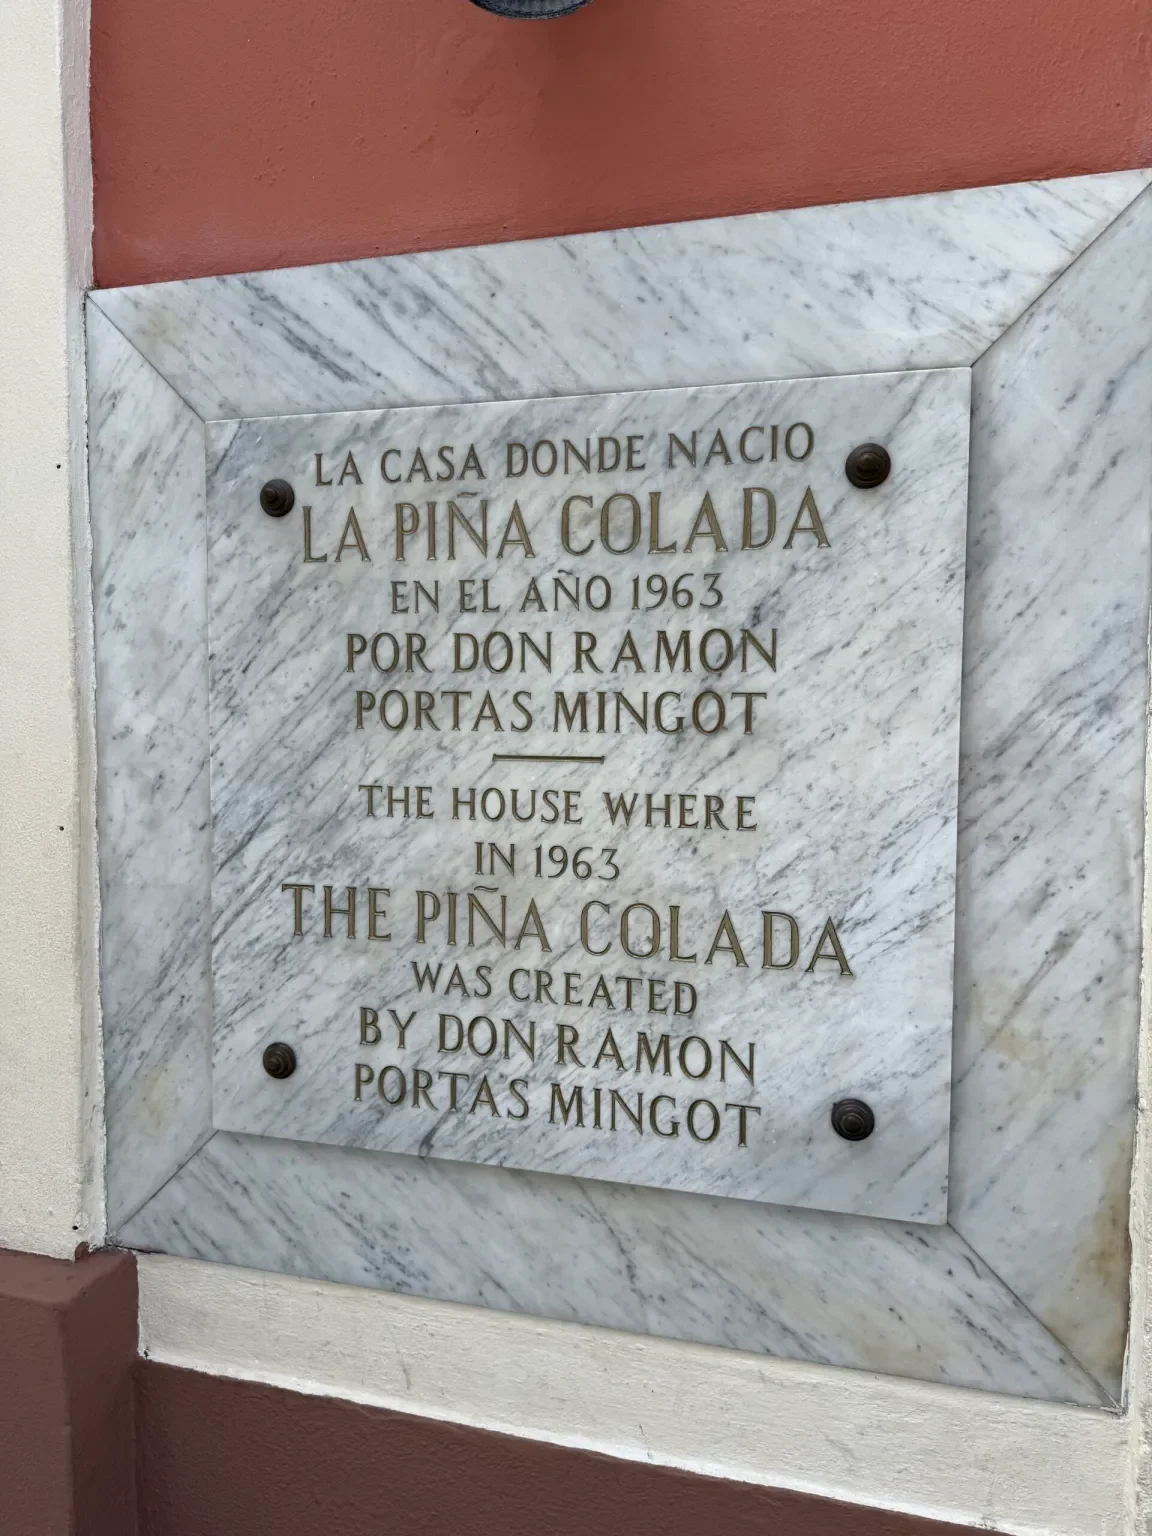 LA CASA DONDE NACIO
LA PIÑA COLADA
EN EL AÑO 1963
POR DON RAMON
PORTAS MINGOT
THE HOUSE WHERE
IN 1963
THE PIÑA COLADA
WAS CREATED
BY DON RAMON
PORTAS MINGOT